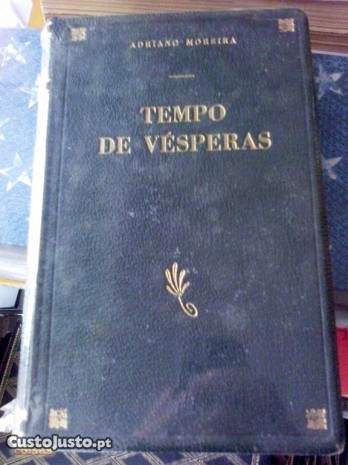 ADRIANO MOREIRA
TEMPO
DE VÉSPERAS
CustoJusto.pt